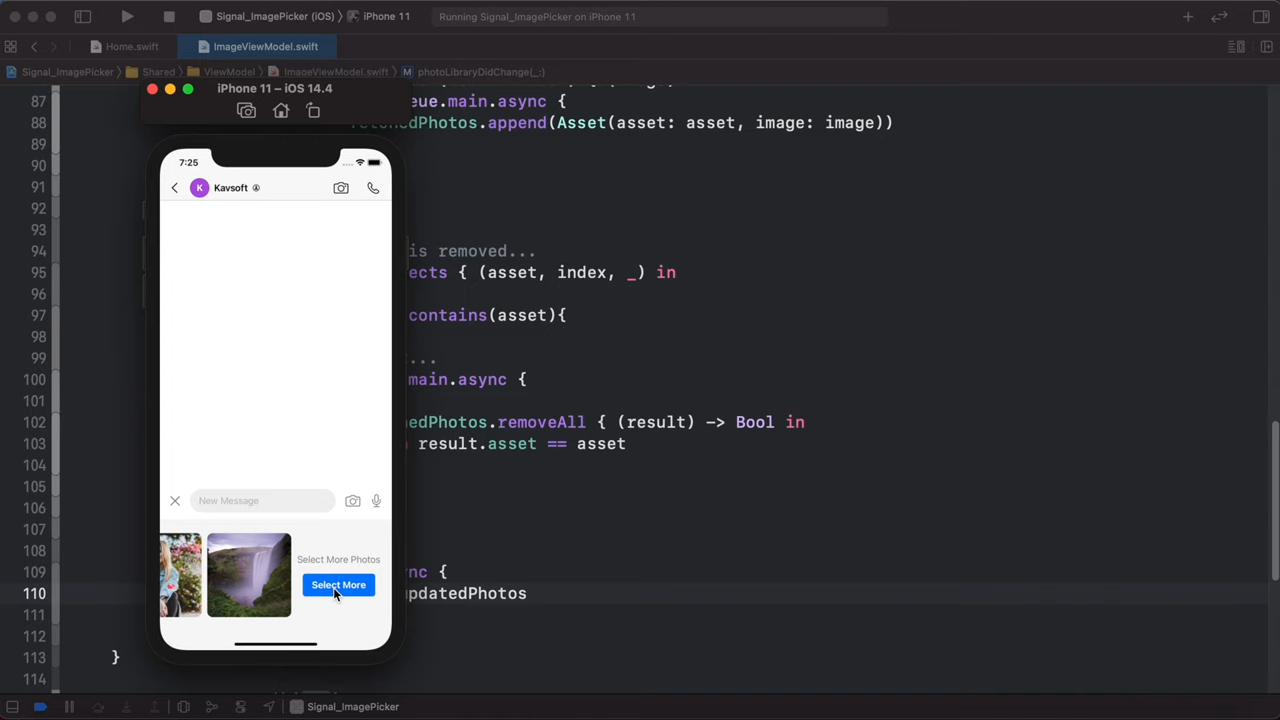 Signal_ImagePicker (iOS) › iPhone 11
Running Signal_ImagePicker on iPhone 11
Home.swift
ImageViewModel.swift
Signal_ImagePicker › Shared › ViewModel › ImageViewModel.swift › M photoLibraryDidChange(_:)
iPhone 11 – iOS 14.4
87 eue.main.async {
88 .append(Asset(asset: asset, image: image))
89
90
91
92
93
94 is removed...
95 ects { (asset, index, _) in
96
97 contains(asset){
98
99 ...
100 main.async {
101
102 edPhotos.removeAll { (result) -> Bool in
103 result.asset == asset
104
105
106
107
108
109 nc {
110 updatedPhotos
111
112
113 }
114
7:25
K Kavsoft
New Message
Select More Photos
Select More
Signal_ImagePicker